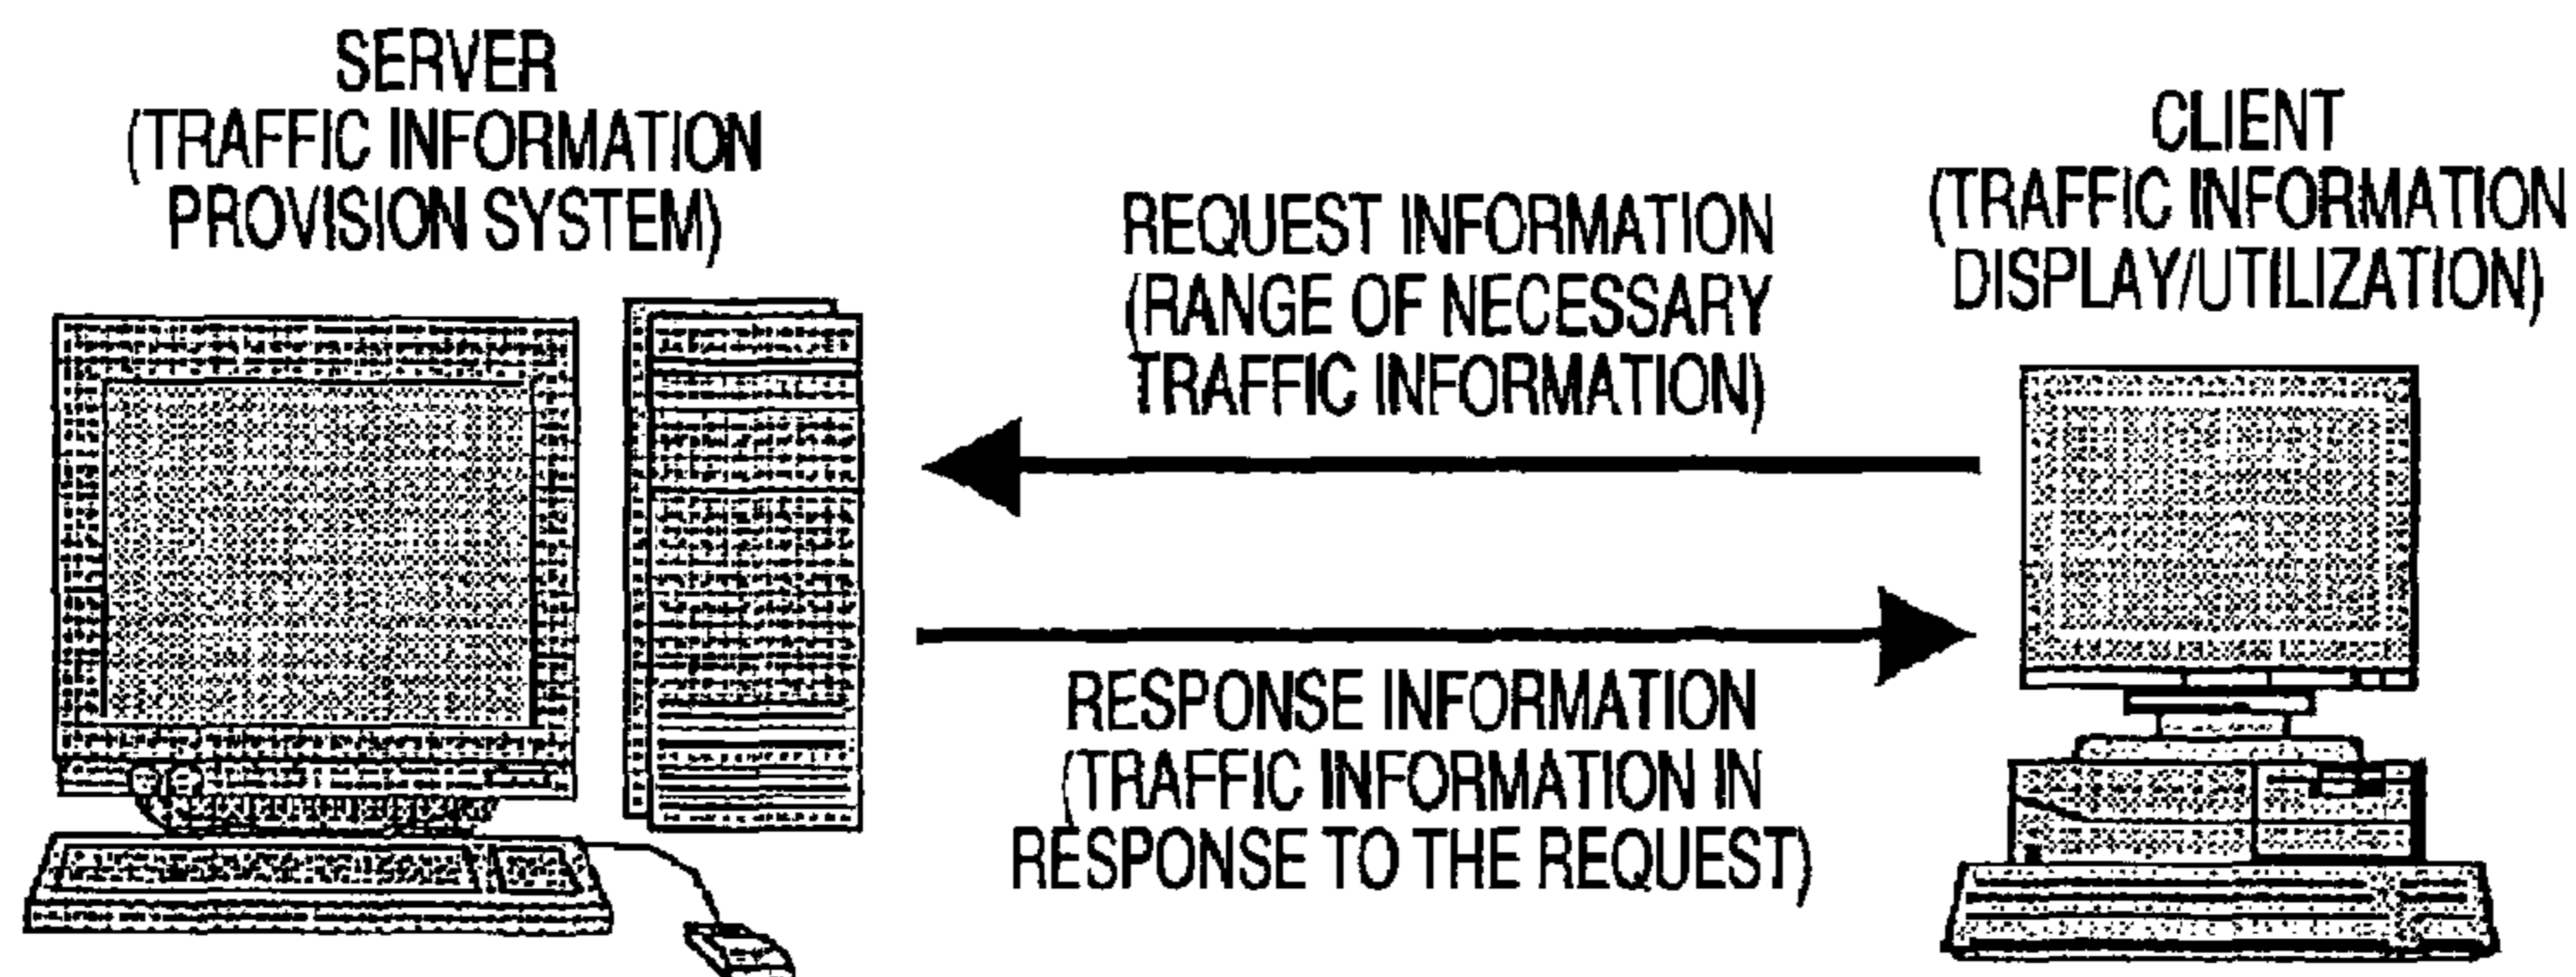 SERVER
(TRAFFIC INFORMATION
PROVISION SYSTEM)
REQUEST INFORMATION
(RANGE OF NECESSARY
TRAFFIC INFORMATION)
CLIENT
(TRAFFIC INFORMATION
DISPLAY/UTILIZATION)
RESPONSE INFORMATION
(TRAFFIC INFORMATION IN
RESPONSE TO THE REQUEST)